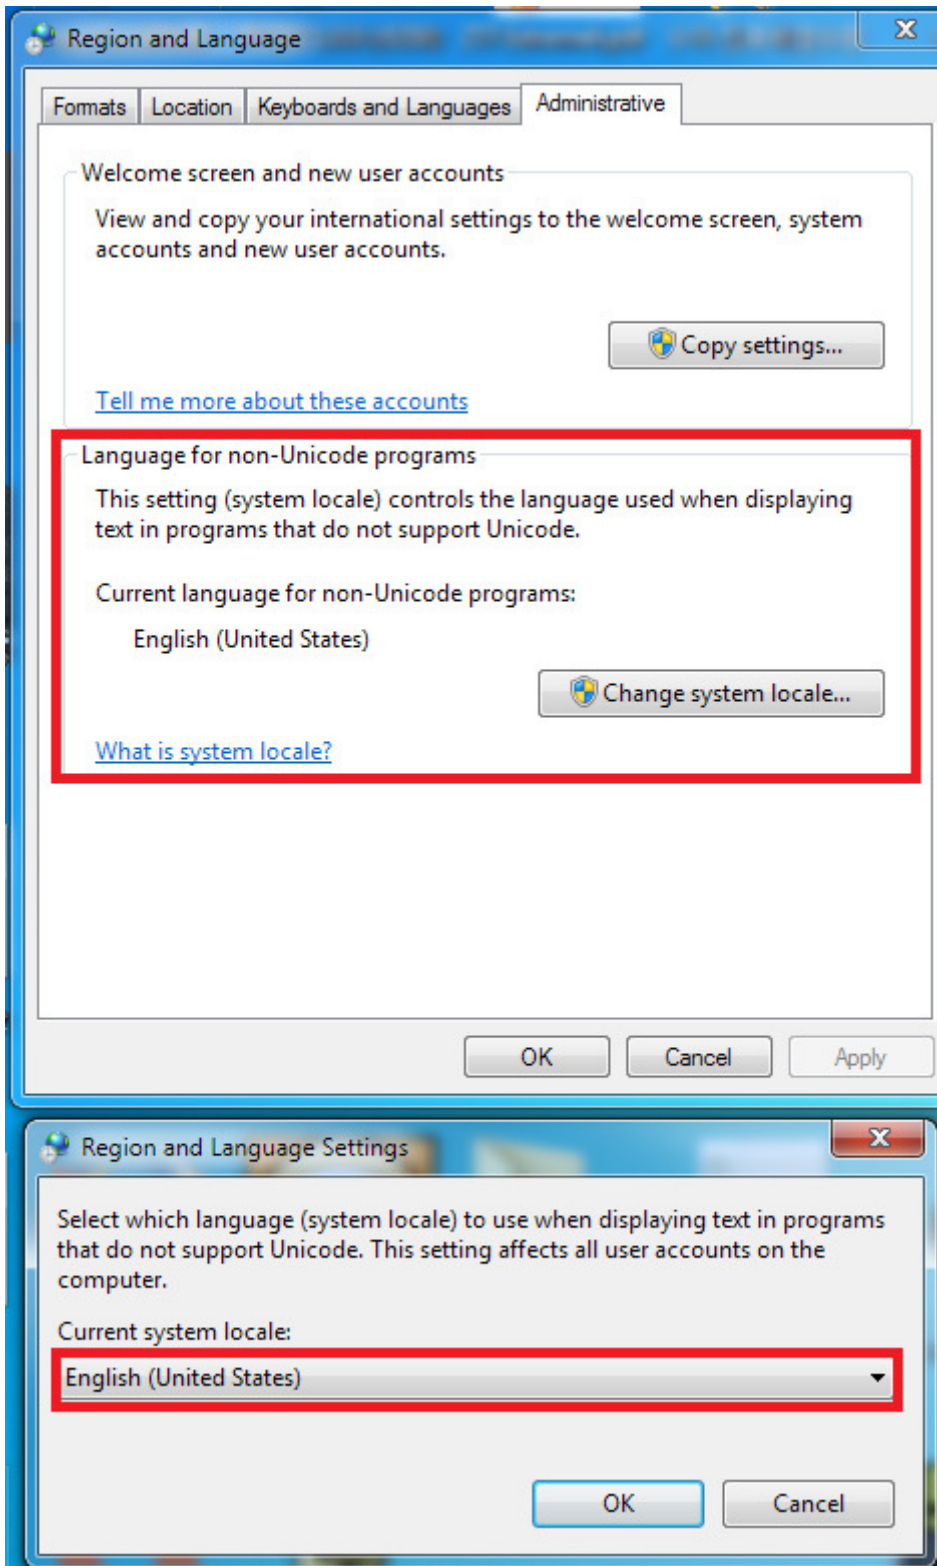 Region and Language
Formats Location Keyboards and Languages Administrative
Welcome screen and new user accounts
View and copy your international settings to the welcome screen, system
accounts and new user accounts.
Copy settings...
Tell me more about these accounts
Language for non-Unicode programs
This setting (system locale) controls the language used when displaying
text in programs that do not support Unicode.
Current language for non-Unicode programs:
English (United States)
Change system locale...
What is system locale?
OK Cancel Apply
Region and Language Settings
Select which language (system locale) to use when displaying text in programs
that do not support Unicode. This setting affects all user accounts on the
computer.
Current system locale:
English (United States)
OK Cancel